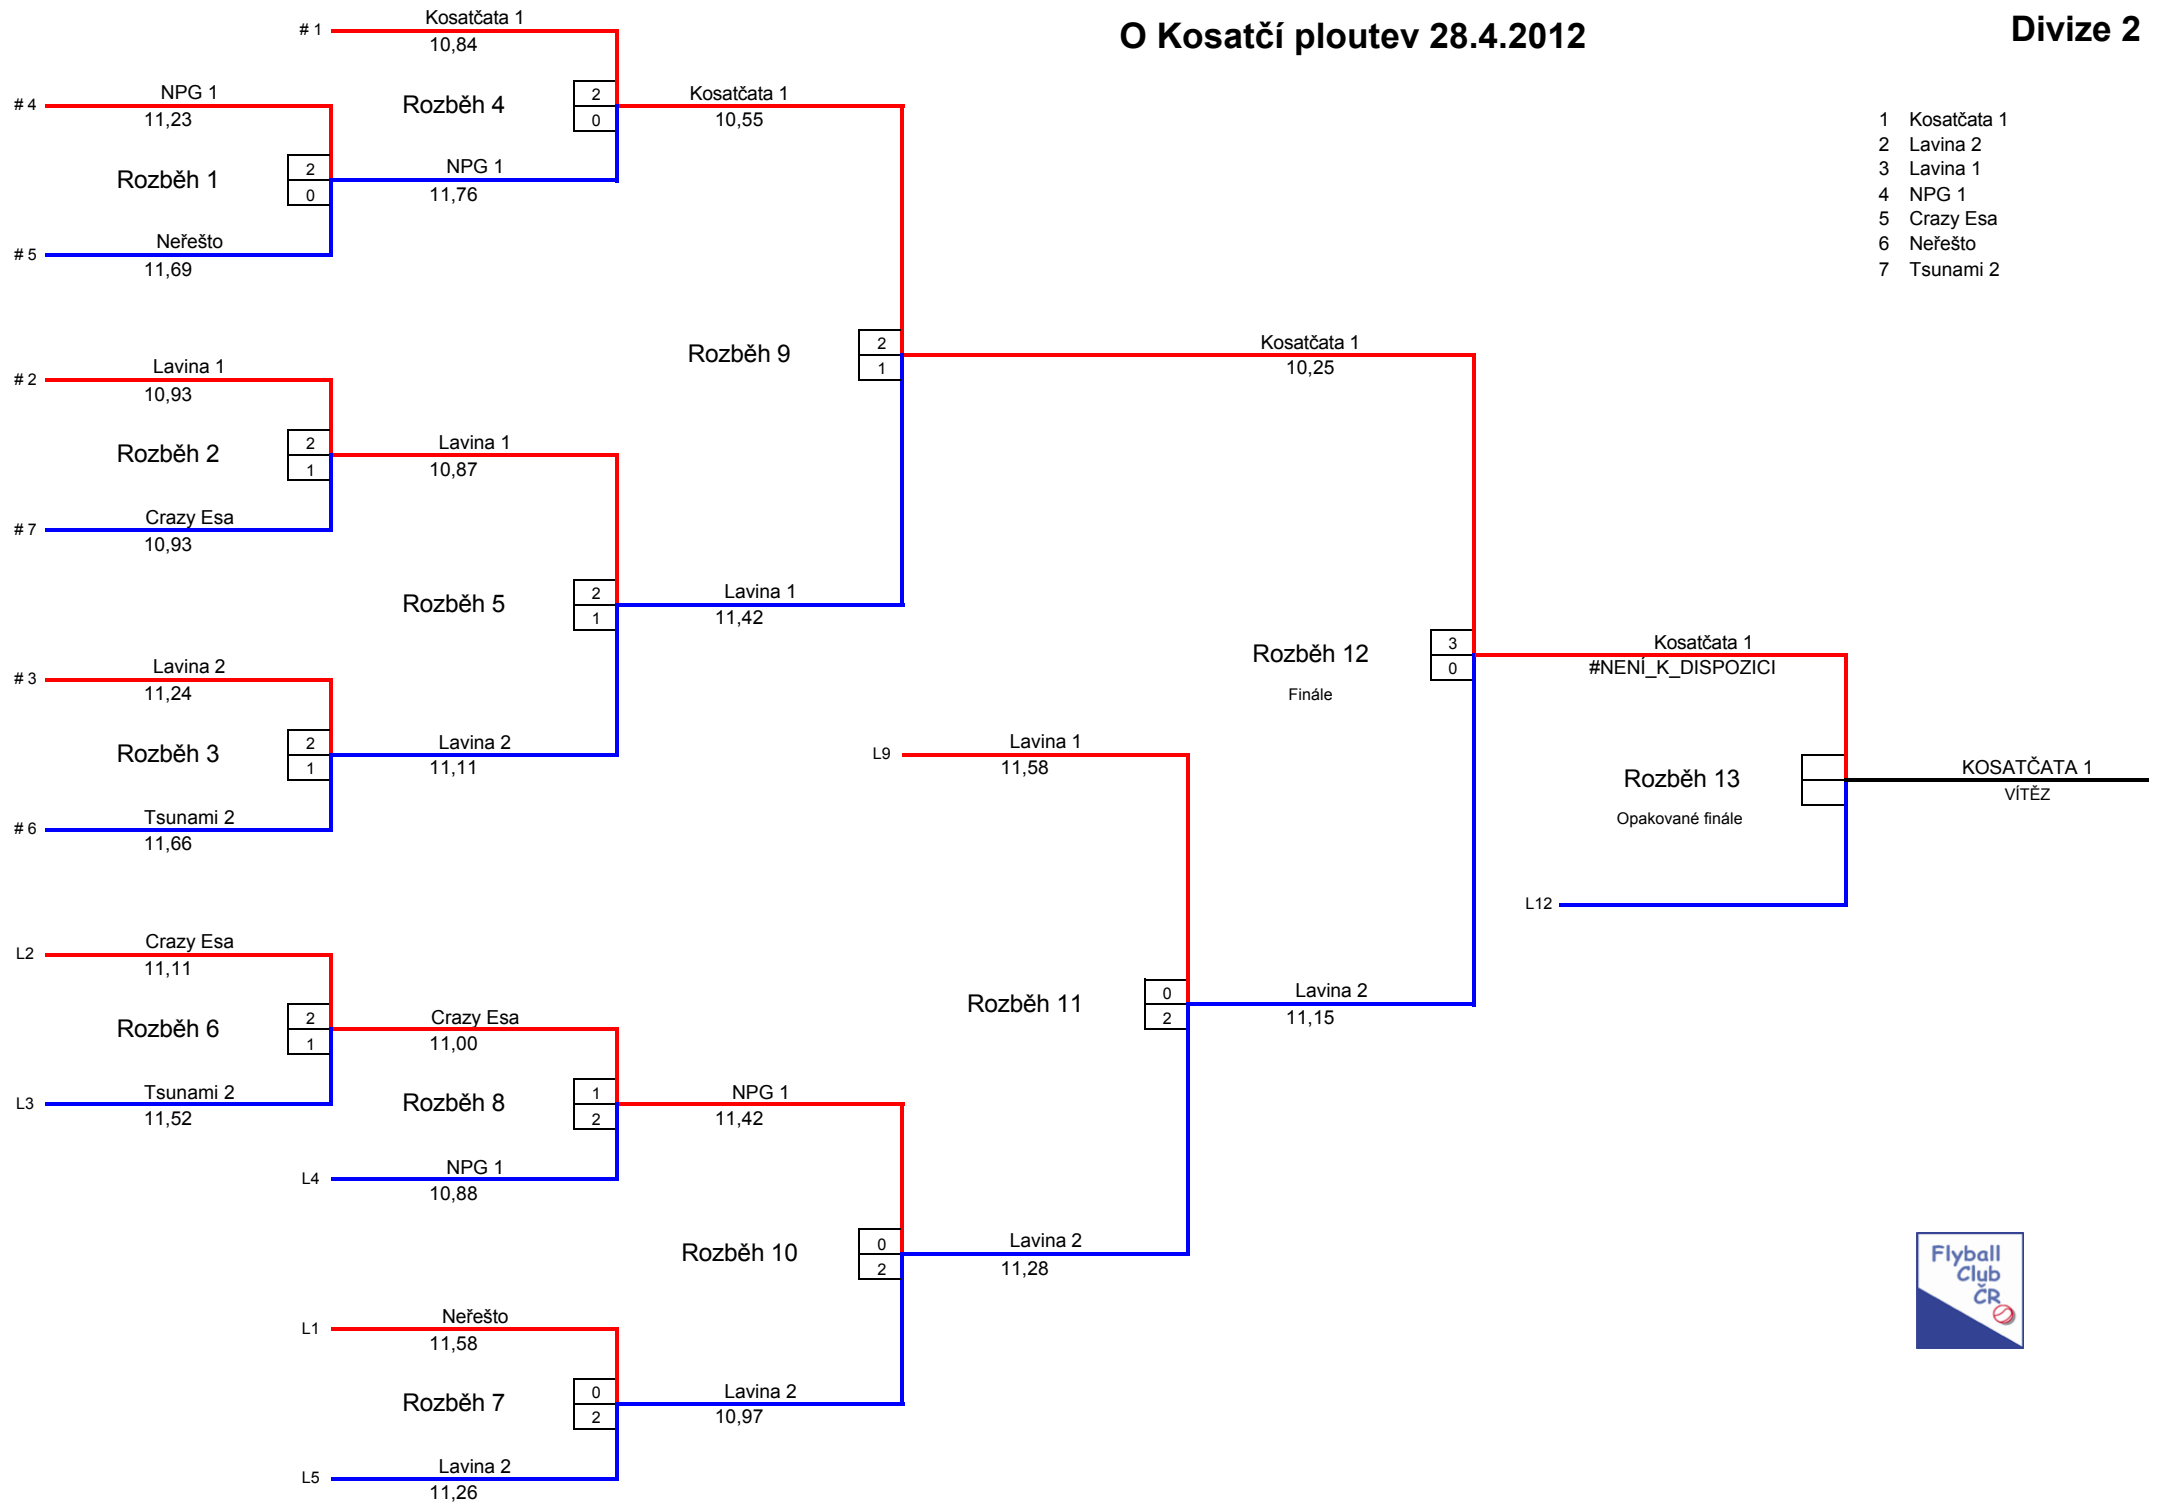 O Kosatčí ploutev 28.4.2012
Divize 2
1 Kosatčata 1
2 Lavina 2
3 Lavina 1
4 NPG 1
5 Crazy Esa
6 Neřešto
7 Tsunami 2
# 1
Kosatčata 1
10,84
# 4
NPG 1
11,23
Rozběh 1
2
0
# 5
Neřešto
11,69
Rozběh 4
2
0
NPG 1
11,76
Kosatčata 1
10,55
# 2
Lavina 1
10,93
Rozběh 2
2
1
# 7
Crazy Esa
10,93
Lavina 1
10,87
Rozběh 5
2
1
# 3
Lavina 2
11,24
Rozběh 3
2
1
# 6
Tsunami 2
11,66
Lavina 2
11,11
Lavina 1
11,42
Rozběh 9
2
1
Kosatčata 1
10,25
L2
Crazy Esa
11,11
Rozběh 6
2
1
L3
Tsunami 2
11,52
Crazy Esa
11,00
Rozběh 8
1
2
L4
NPG 1
10,88
NPG 1
11,42
L1
Neřešto
11,58
Rozběh 7
0
2
L5
Lavina 2
11,26
Lavina 2
10,97
Rozběh 10
0
2
Lavina 2
11,28
L9
Lavina 1
11,58
Rozběh 11
0
2
Lavina 2
11,15
Rozběh 12
Finále
3
0
Kosatčata 1
#NENÍ_K_DISPOZICI
Rozběh 13
Opakované finále
L12
KOSATČATA 1
VÍTĚZ
Flyball
Club
ČR